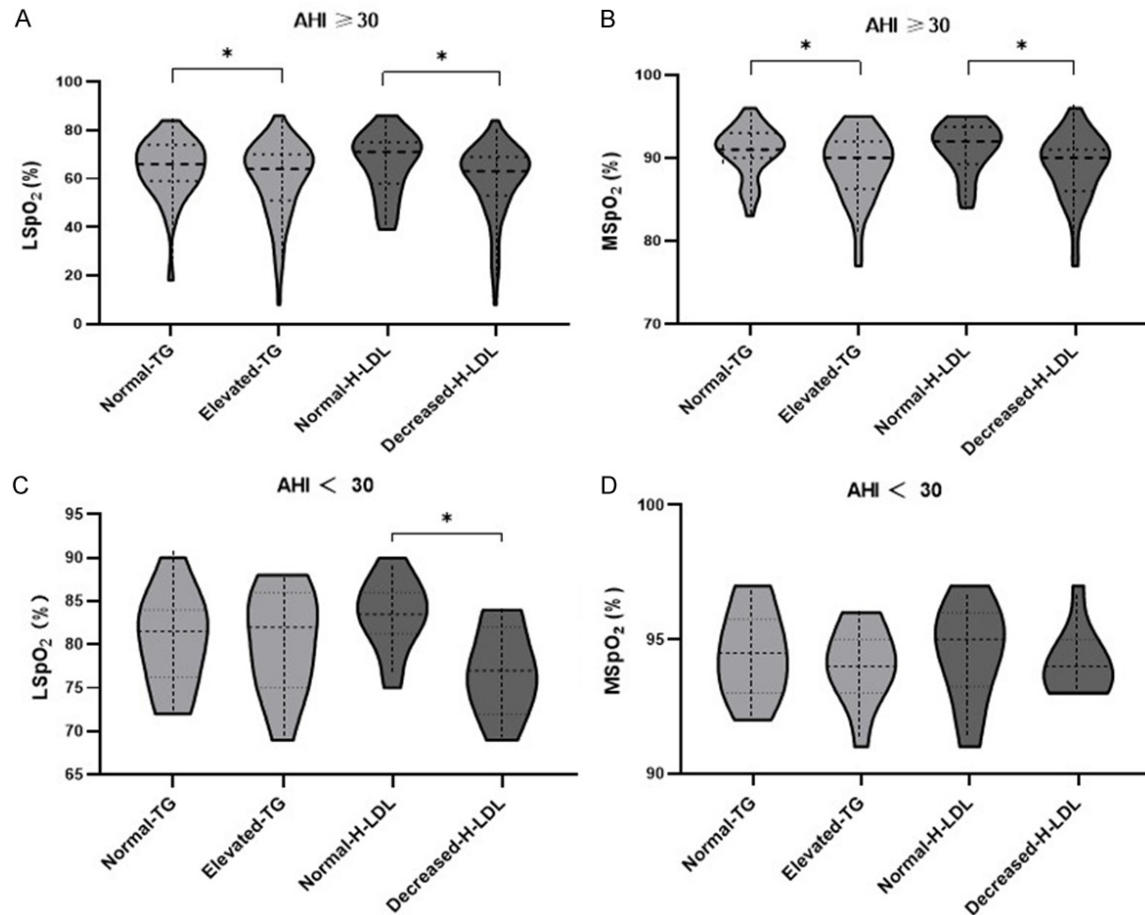 A
AHI ≥ 30
*
*
LSpO₂ (%)
100
80
60
40
20
0
Normal-TG
Elevated-TG
Normal-H-LDL
Decreased-H-LDL
B
AHI ≥ 30
*
*
MSpO₂ (%)
100
90
80
70
Normal-TG
Elevated-TG
Normal-H-LDL
Decreased-H-LDL
C
AHI < 30
*
LSpO₂ (%)
95
90
85
80
75
70
65
Normal-TG
Elevated-TG
Normal-H-LDL
Decreased-H-LDL
D
AHI < 30
MSpO₂ (%)
100
95
90
Normal-TG
Elevated-TG
Normal-H-LDL
Decreased-H-LDL